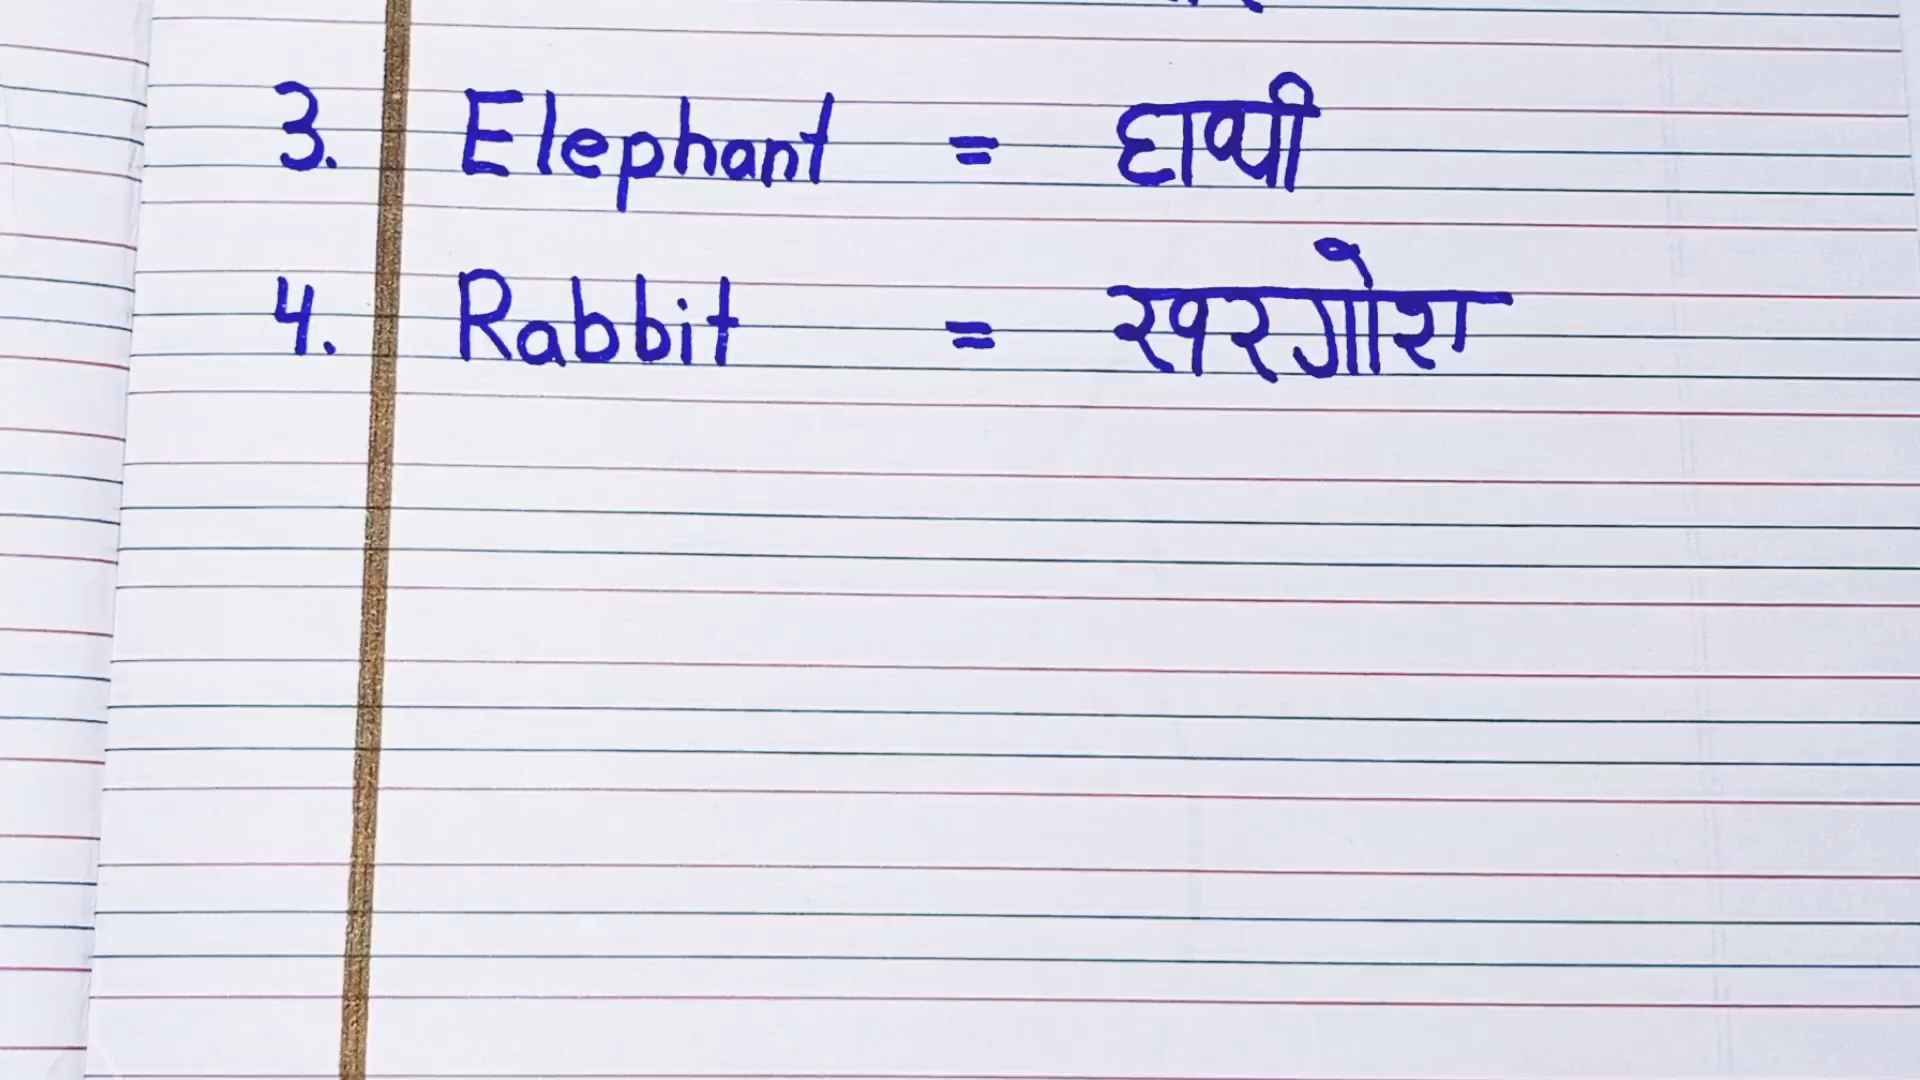 3. Elephant = हाथी
4. Rabbit = खरगोश